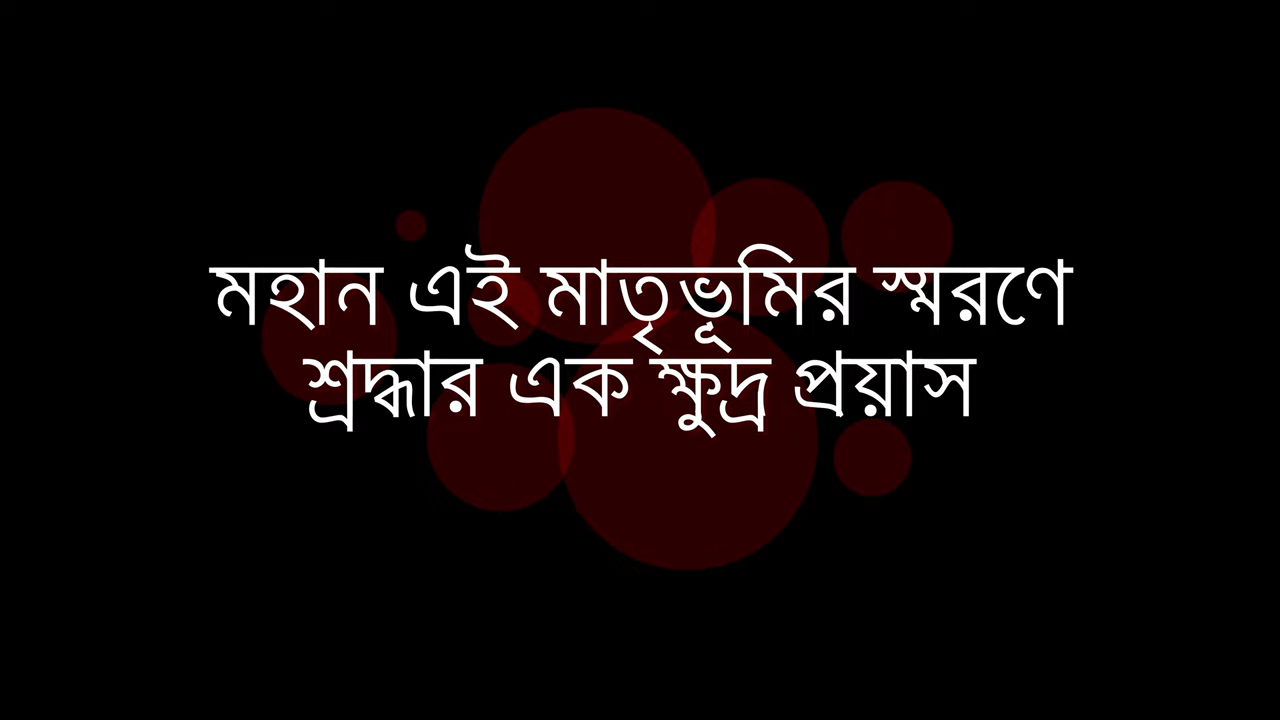 মহান এই মাতৃভূমির স্মরণে
শ্রদ্ধার এক ক্ষুদ্র প্রয়াস